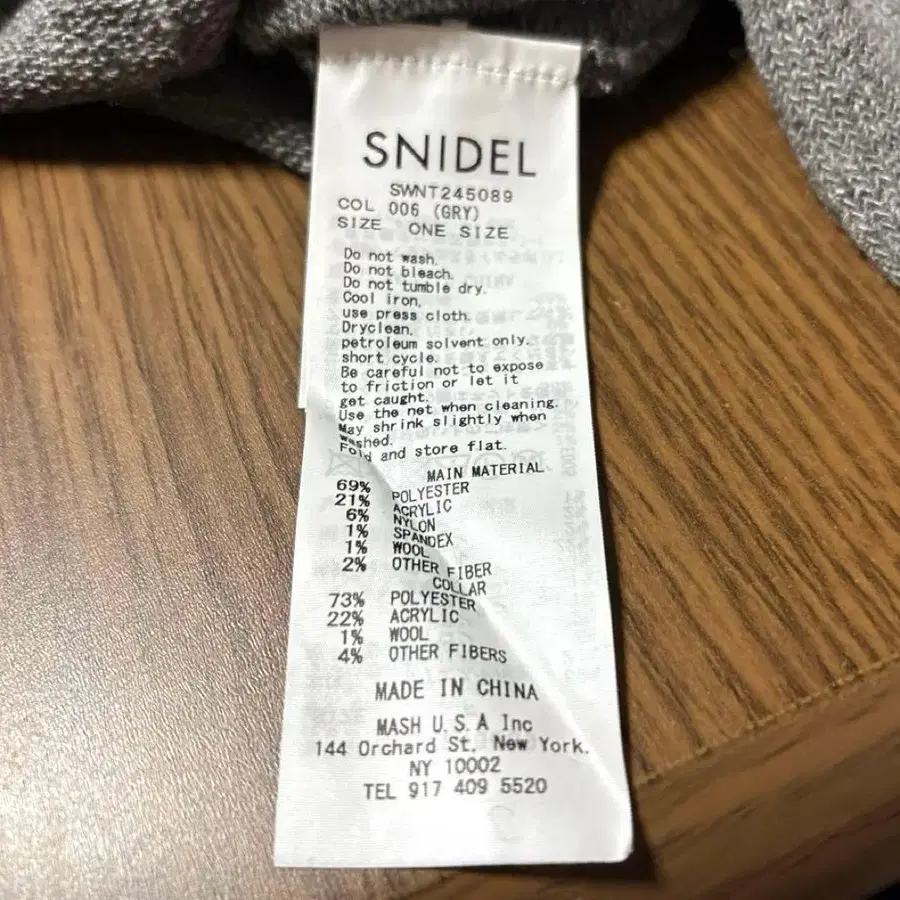 SNIDEL
SWNT245089
COL 006 (GRY)
SIZE ONE SIZE
Do not wash.
Do not bleach.
Do not tumble dry.
Cool iron,
use press cloth.
Dryclean,
petroleum solvent only.
short cycle.
Be careful not to expose
to friction or let it
get caught.
Use the net when cleaning.
May shrink slightly when
washed.
Fold and store flat.
MAIN MATERIAL
69% POLYESTER
21% ACRYLIC
6% NYLON
1% SPANDEX
1% WOOL
2% OTHER FIBER
COLLAR
73% POLYESTER
22% ACRYLIC
1% WOOL
4% OTHER FIBERS
MADE IN CHINA
MASH U.S.A Inc
144 Orchard St, New York.
NY 10002
TEL 917 409 5520